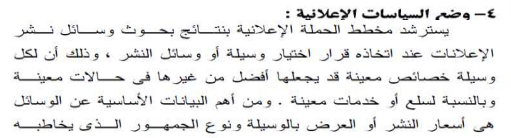 ٤- وضع السياسات الإعلانية :
يسترشد مخطط الحملة الإعلانية بنتائج بحوث وسائل نشر
الإعلانات عند اتخاذه قرار اختيار وسيلة أو وسائل النشر ، وذلك أن لكل
وسيلة خصائص معينة قد يجعلها أفضل من غيرها فى حالات معينة
وبالنسبة لسلع أو خدمات معينة . ومن أهم البيانات الأساسية عن الوسائل
هى أسعار النشر أو العرض بالوسيلة ونوع الجمهور الذى يخاطبه